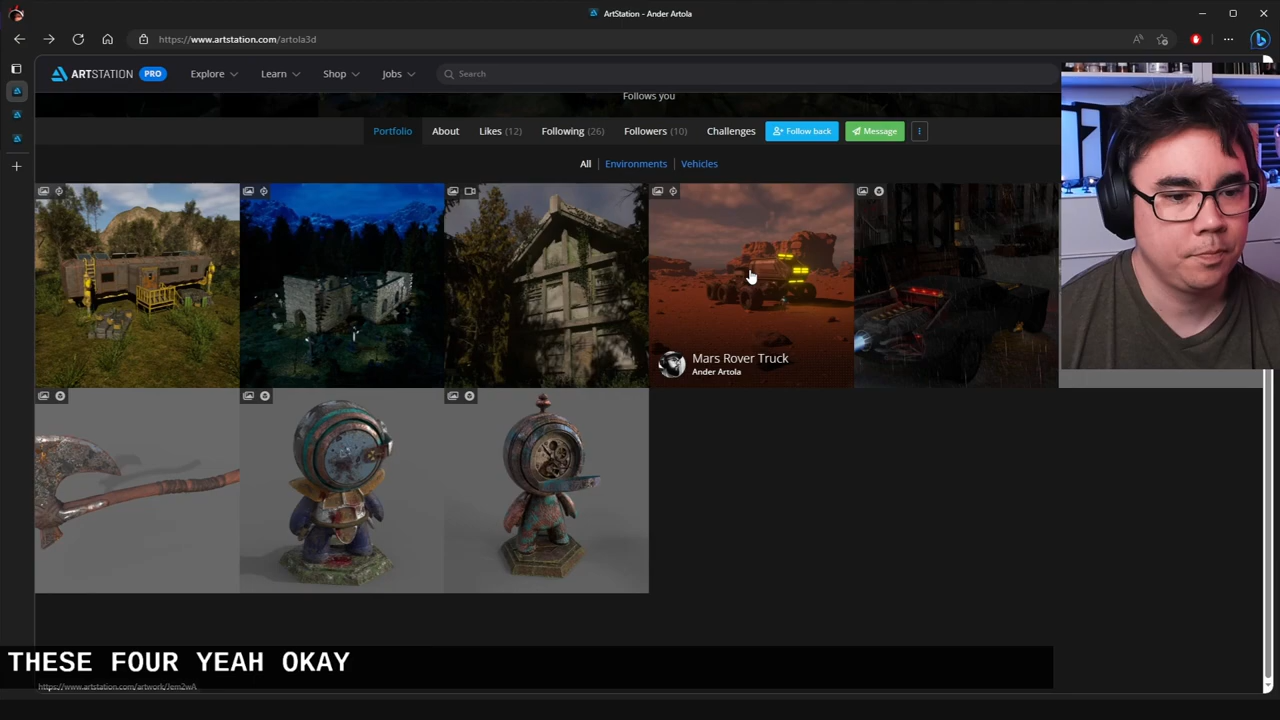 ArtStation - Ander Artola
https://www.artstation.com/artola3d
ARTSTATION PRO Explore Learn Shop Jobs Search
Follows you
Portfolio About Likes (12) Following (26) Followers (10) Challenges Follow back Message
All Environments Vehicles
Mars Rover Truck
Ander Artola
THESE FOUR YEAH OKAY